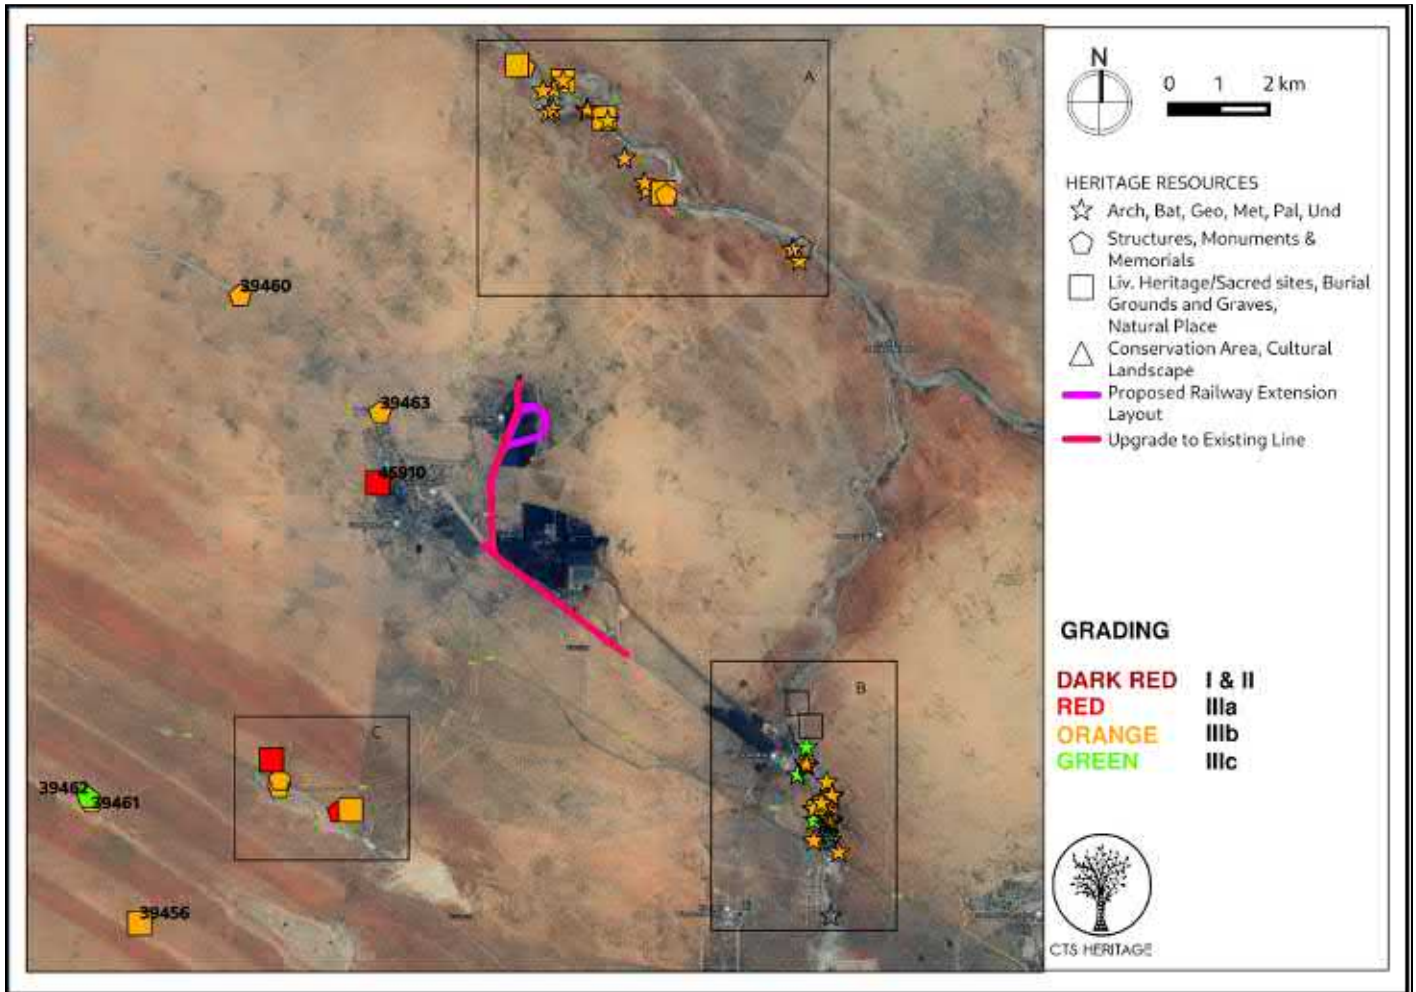 A
39460
39463
45910
B
C
39462
39461
39456
N
0 1 2 km
HERITAGE RESOURCES
Arch, Bat, Geo, Met, Pal, Und
Structures, Monuments &
Memorials
Liv. Heritage/Sacred sites, Burial
Grounds and Graves,
Natural Place
Conservation Area, Cultural
Landscape
Proposed Railway Extension
Layout
Upgrade to Existing Line
GRADING
DARK RED I & II
RED IIIa
ORANGE IIIb
GREEN IIIc
CTS HERITAGE